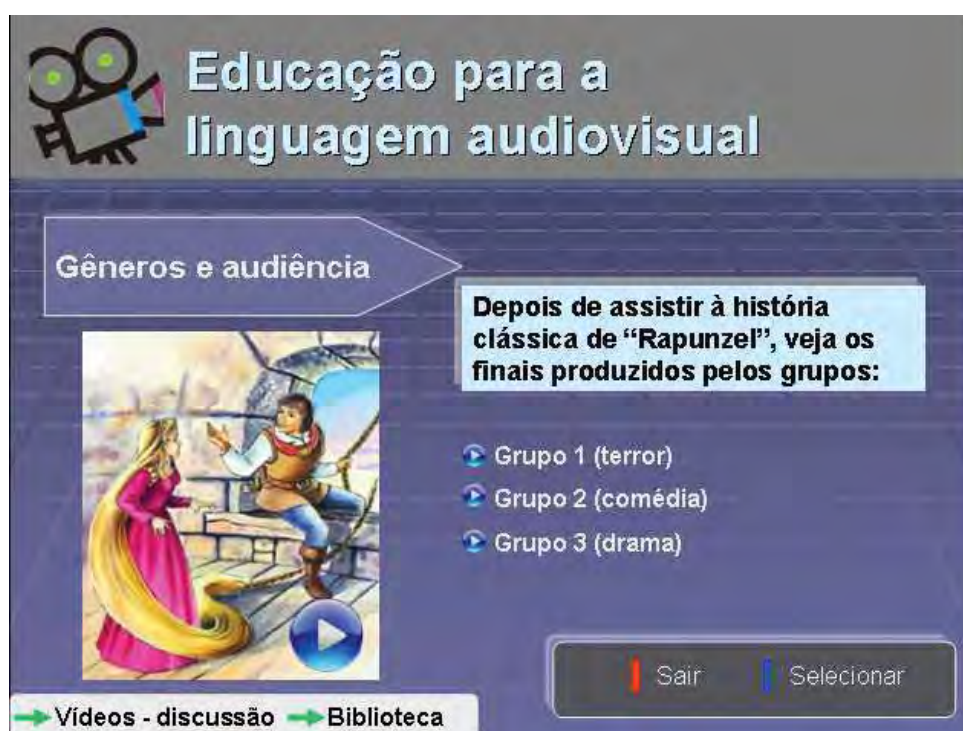 Educação para a
linguagem audiovisual
Gêneros e audiência
Depois de assistir à história
clássica de “Rapunzel”, veja os
finais produzidos pelos grupos:
Grupo 1 (terror)
Grupo 2 (comédia)
Grupo 3 (drama)
Sair Selecionar
Vídeos - discussão Biblioteca